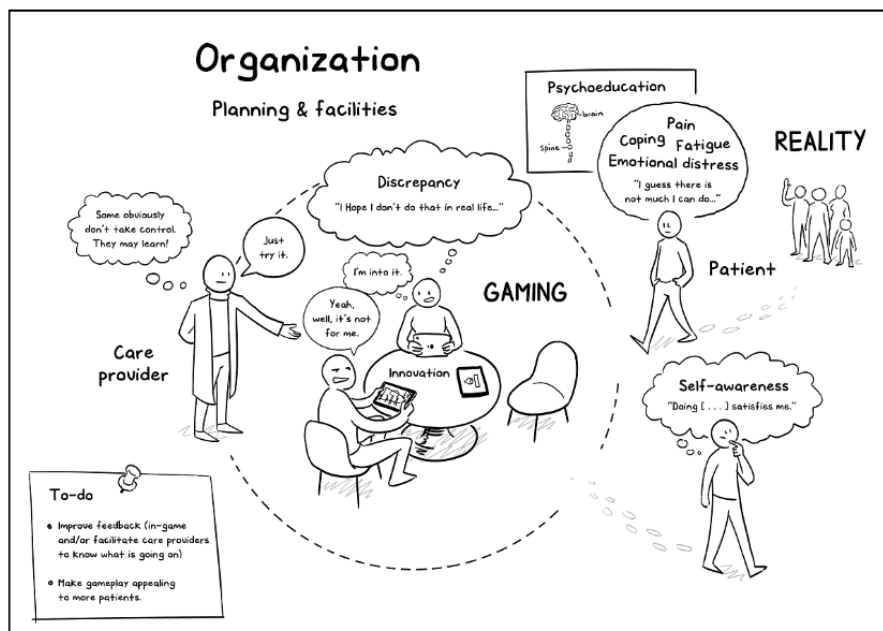 Organization
Planning & facilities
Psychoeducation
brain
spine
Pain
Coping Fatigue
Emotional distress
"I guess there is
not much I can do..."
REALITY
Patient
Discrepancy
"I Hope I don't do that in real life..."
Some obviously
don't take control.
They may learn!
Just
try it.
I'm into it.
Yeah,
well, it's not
for me.
GAMING
Care
provider
Innovation
Self-awareness
"Doing [ . . . ] satisfies me."
To-do
• Improve feedback (in-game
and/or facilitate care providers
to know what is going on)
• Make gameplay appealing
to more patients.